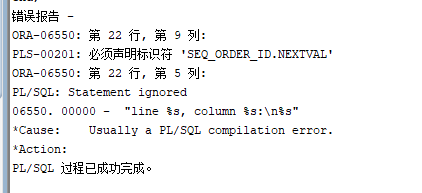 错误报告 -
ORA-06550: 第 22 行, 第 9 列:
PLS-00201: 必须声明标识符 'SEQ_ORDER_ID.NEXTVAL'
ORA-06550: 第 22 行, 第 5 列:
PL/SQL: Statement ignored
06550. 00000 -  "line %s, column %s:\n%s"
*Cause:    Usually a PL/SQL compilation error.
*Action:
PL/SQL 过程已成功完成。